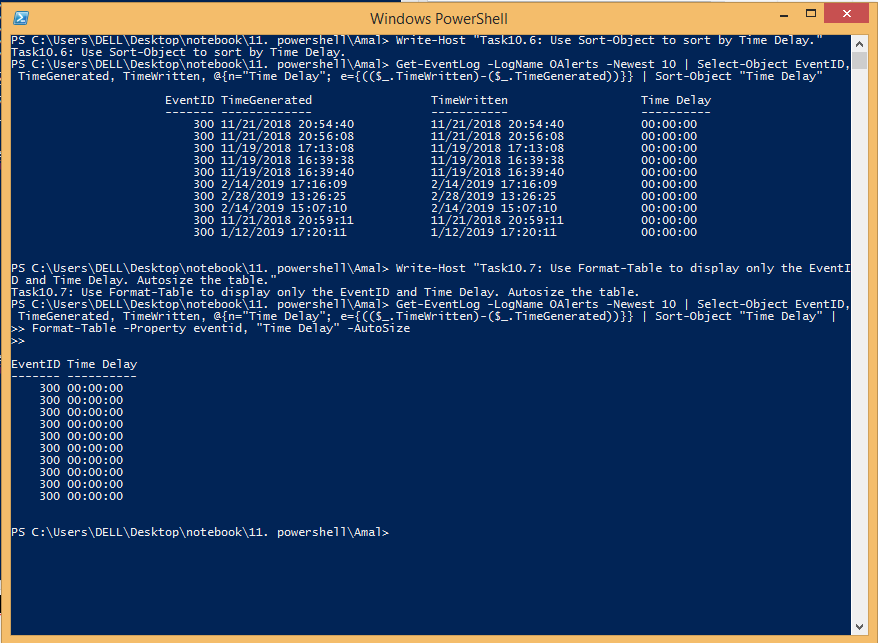 Windows PowerShell
PS C:\Users\DELL\Desktop\notebook\11. powershell\Amal> Write-Host "Task10.6: Use Sort-Object to sort by Time Delay."
Task10.6: Use Sort-Object to sort by Time Delay.
PS C:\Users\DELL\Desktop\notebook\11. powershell\Amal> Get-EventLog -LogName OAlerts -Newest 10 | Select-Object EventID,
 TimeGenerated, TimeWritten, @{n="Time Delay"; e={(($_.TimeWritten)-($_.TimeGenerated))}} | Sort-Object "Time Delay"
EventID TimeGenerated TimeWritten Time Delay
------- ------------- ----------- ----------
300 11/21/2018 20:54:40 11/21/2018 20:54:40 00:00:00
300 11/21/2018 20:56:08 11/21/2018 20:56:08 00:00:00
300 11/19/2018 17:13:08 11/19/2018 17:13:08 00:00:00
300 11/19/2018 16:39:38 11/19/2018 16:39:38 00:00:00
300 11/19/2018 16:39:40 11/19/2018 16:39:40 00:00:00
300 2/14/2019 17:16:09 2/14/2019 17:16:09 00:00:00
300 2/28/2019 13:26:25 2/28/2019 13:26:25 00:00:00
300 2/14/2019 15:07:10 2/14/2019 15:07:10 00:00:00
300 11/21/2018 20:59:11 11/21/2018 20:59:11 00:00:00
300 1/12/2019 17:20:11 1/12/2019 17:20:11 00:00:00
PS C:\Users\DELL\Desktop\notebook\11. powershell\Amal> Write-Host "Task10.7: Use Format-Table to display only the EventI
D and Time Delay. Autosize the table."
Task10.7: Use Format-Table to display only the EventID and Time Delay. Autosize the table.
PS C:\Users\DELL\Desktop\notebook\11. powershell\Amal> Get-EventLog -LogName OAlerts -Newest 10 | Select-Object EventID,
 TimeGenerated, TimeWritten, @{n="Time Delay"; e={(($_.TimeWritten)-($_.TimeGenerated))}} | Sort-Object "Time Delay" |
>> Format-Table -Property eventid, "Time Delay" -AutoSize
>>
EventID Time Delay
------- ----------
300 00:00:00
300 00:00:00
300 00:00:00
300 00:00:00
300 00:00:00
300 00:00:00
300 00:00:00
300 00:00:00
300 00:00:00
300 00:00:00
PS C:\Users\DELL\Desktop\notebook\11. powershell\Amal>